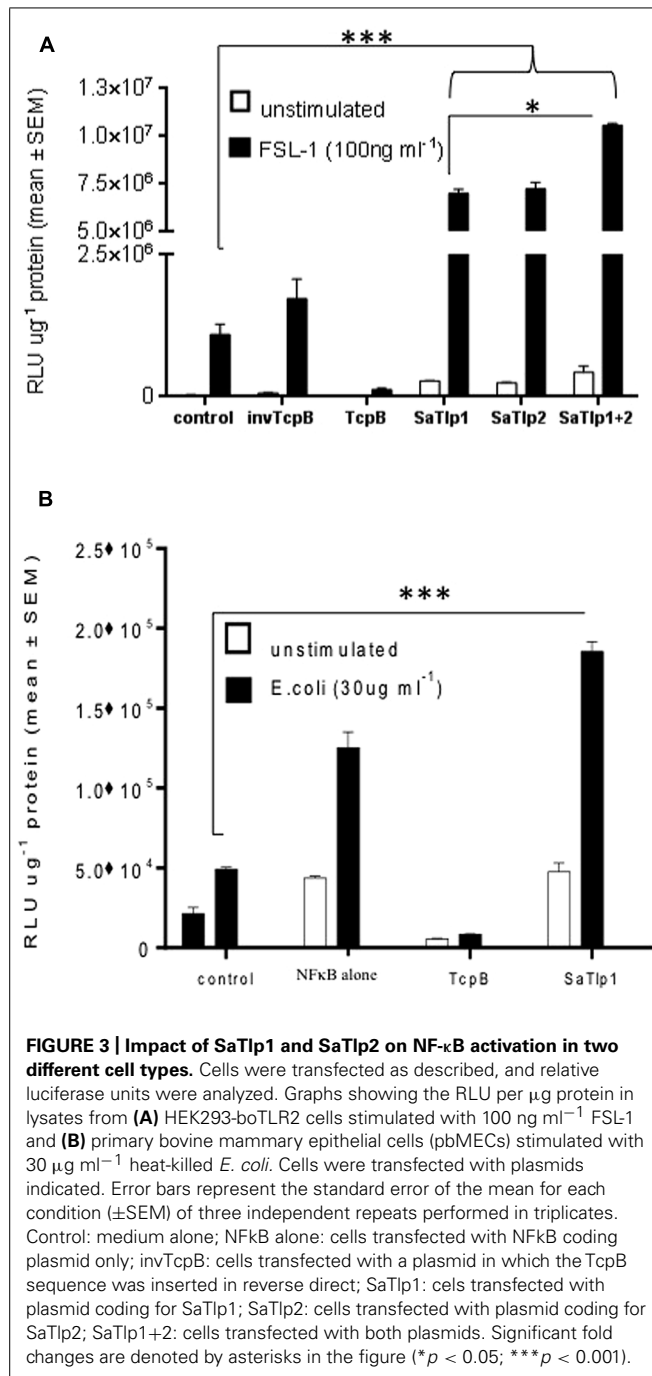 A
***
1.3×10⁷
unstimulated
*
1.0×10⁷
FSL-1 (100ng ml⁻¹)
7.5×10⁶
5.0×10⁶
2.5×10⁶
0
RLU ug⁻¹ protein (mean ± SEM)
control invTcpB TcpB SaTlp1 SaTlp2 SaTlp1+2
B
2.5♦ 10⁵
***
2.0♦ 10⁵
unstimulated
E.coli (30ug ml⁻¹)
1.5♦ 10⁵
1.0♦ 10⁵
5.0♦ 10⁴
0
RLU ug⁻¹ protein (mean ± SEM)
control NFκB alone TcpB SaTlp1
FIGURE 3 | Impact of SaTlp1 and SaTlp2 on NF-κB activation in two
different cell types. Cells were transfected as described, and relative
luciferase units were analyzed. Graphs showing the RLU per μg protein in
lysates from (A) HEK293-boTLR2 cells stimulated with 100 ng ml⁻¹ FSL-1
and (B) primary bovine mammary epithelial cells (pbMECs) stimulated with
30 μg ml⁻¹ heat-killed E. coli. Cells were transfected with plasmids
indicated. Error bars represent the standard error of the mean for each
condition (±SEM) of three independent repeats performed in triplicates.
Control: medium alone; NFkB alone: cells transfected with NFkB coding
plasmid only; invTcpB: cells transfected with a plasmid in which the TcpB
sequence was inserted in reverse direct; SaTlp1: cels transfected with
plasmid coding for SaTlp1; SaTlp2: cells transfected with plasmid coding for
SaTlp2; SaTlp1+2: cells transfected with both plasmids. Significant fold
changes are denoted by asterisks in the figure (*p < 0.05; ***p < 0.001).